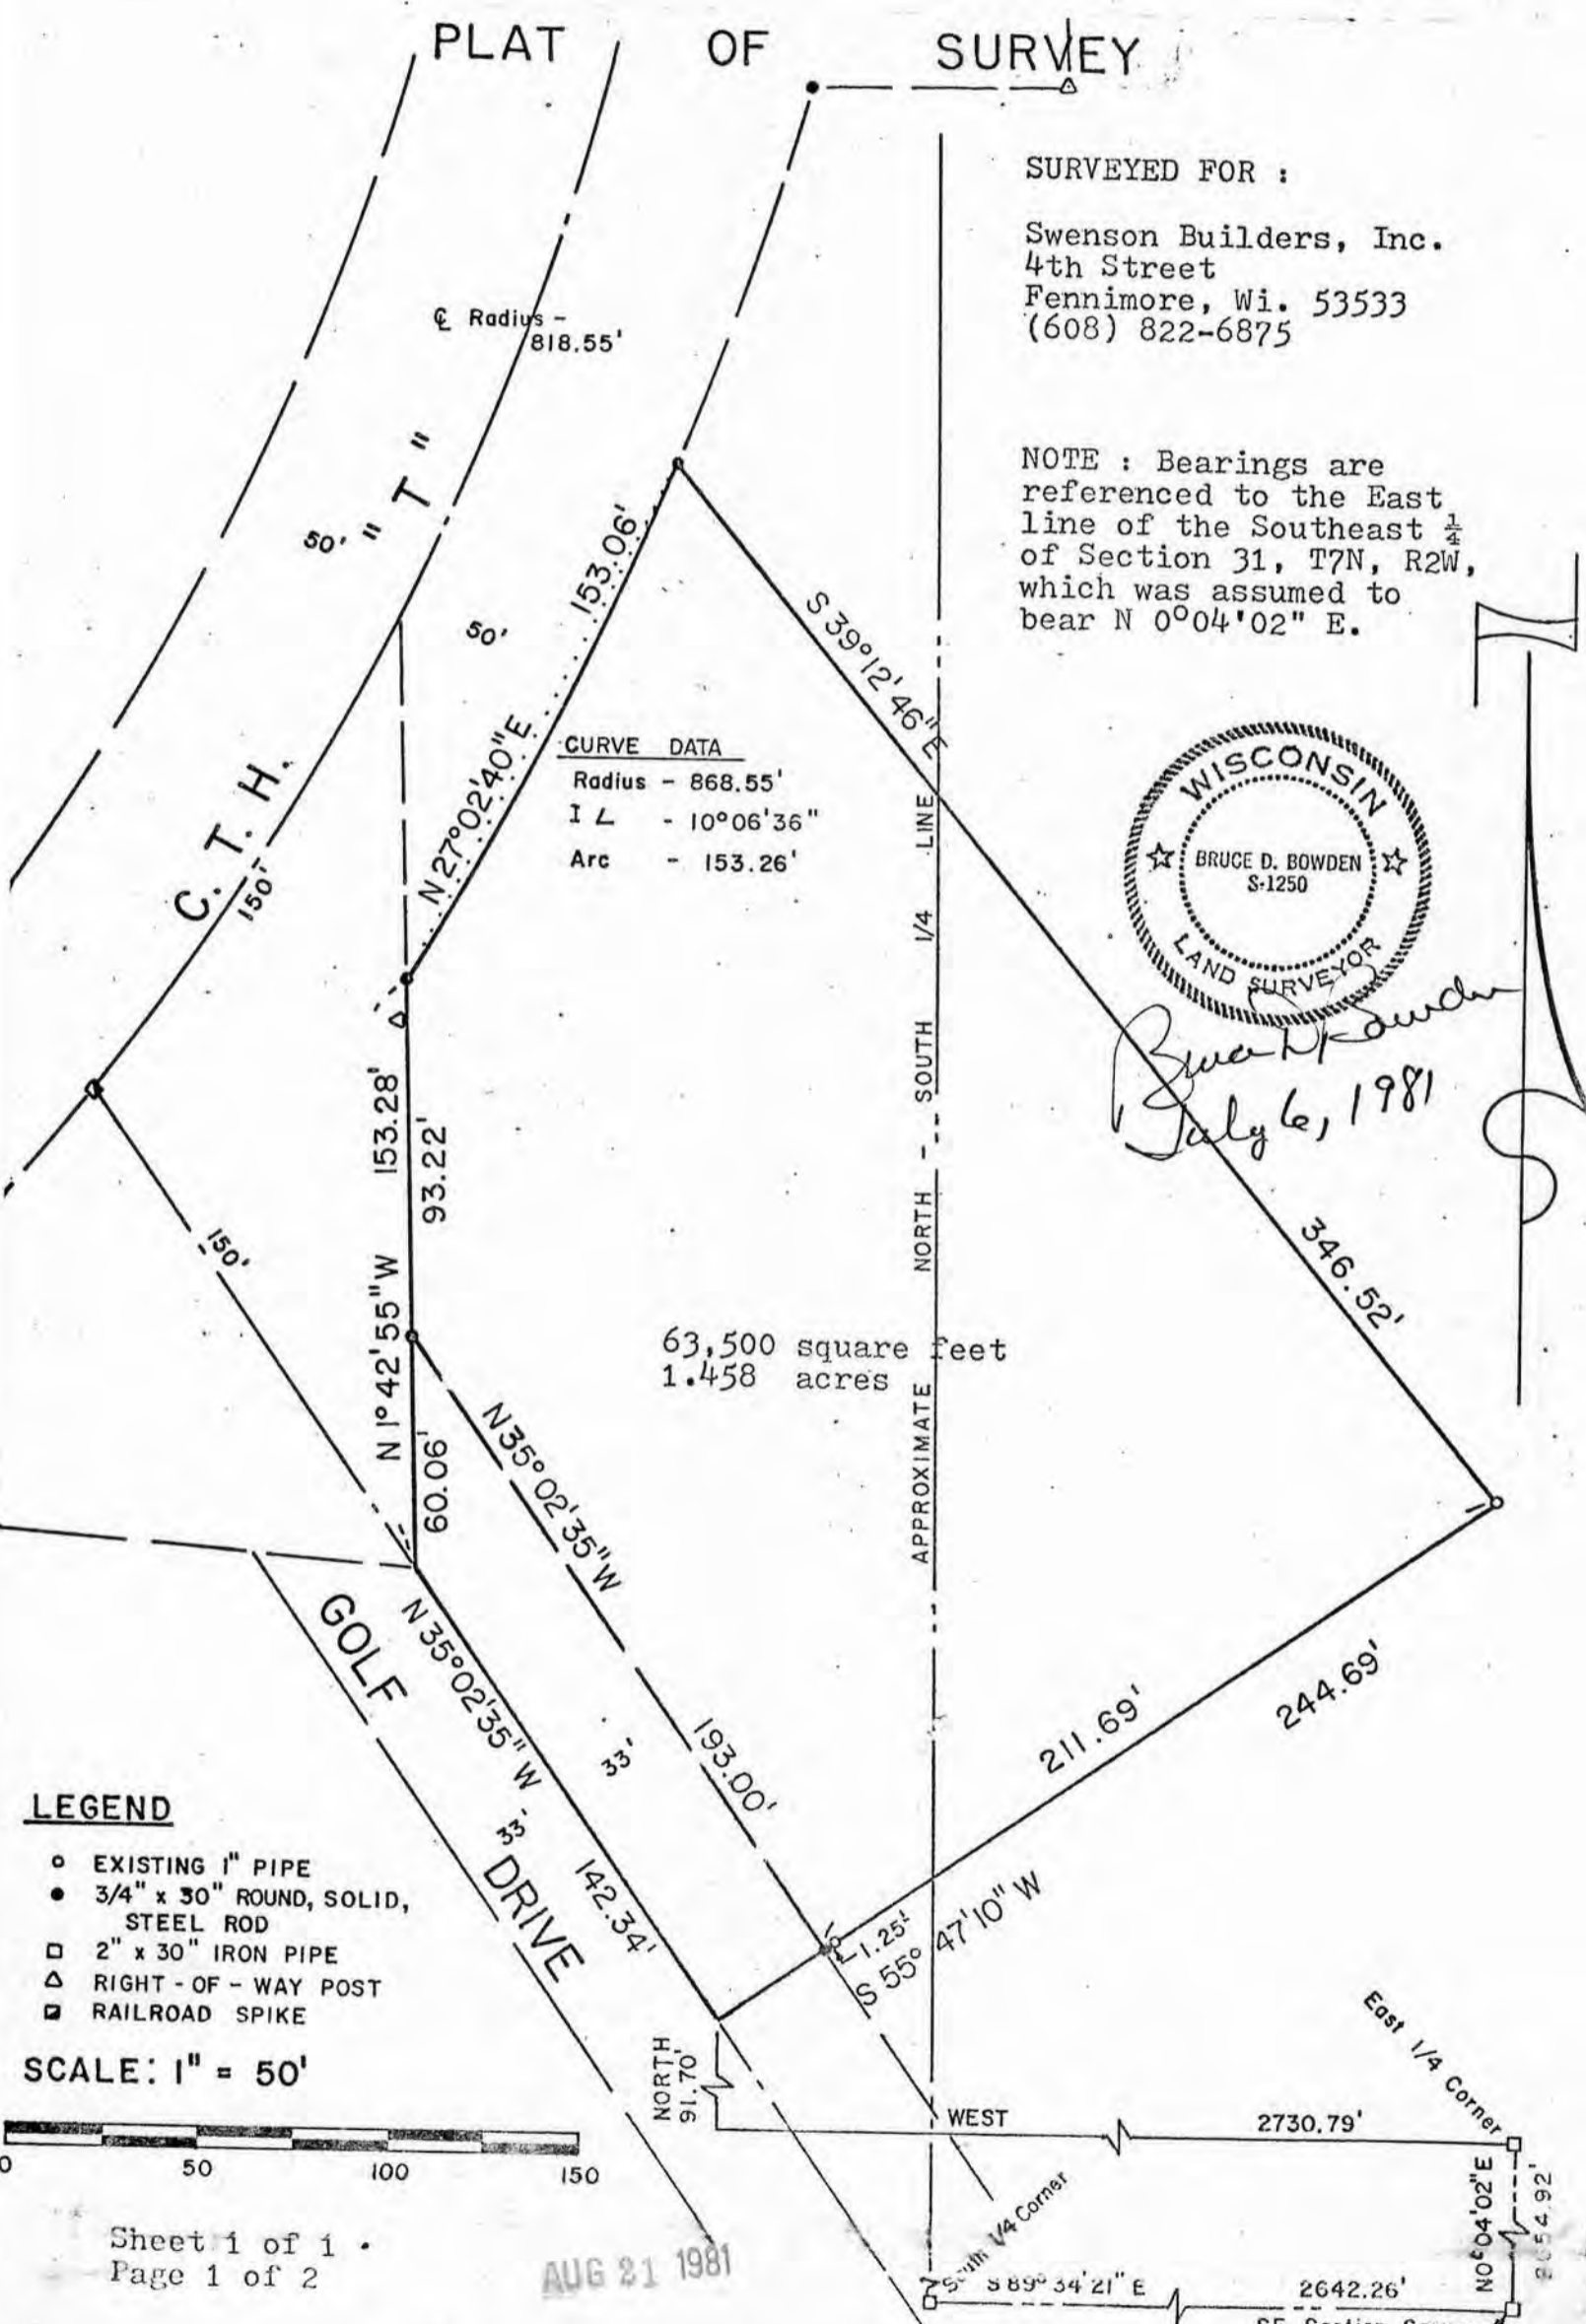 PLAT OF SURVEY
SURVEYED FOR :
Swenson Builders, Inc.
4th Street
Fennimore, Wi. 53533
(608) 822-6875
℄ Radius -
818.55'
NOTE : Bearings are
referenced to the East
line of the Southeast ¼
of Section 31, T7N, R2W,
which was assumed to
bear N 0°04'02" E.
C. T. H. "T"
50'
50'
150'
150'
N 27°02'40"E
153.06'
S 39°12'46"E
346.52'
CURVE DATA
Radius - 868.55'
I ∠ - 10°06'36"
Arc - 153.26'
WISCONSIN
BRUCE D. BOWDEN
S-1250
LAND SURVEYOR
Bruce D. Bowden
July 6, 1981
N
S
APPROXIMATE NORTH - SOUTH 1/4 LINE
N 1°42'55"W 153.28'
93.22'
60.06'
63,500 square feet
1.458 acres
N 35°02'35"W
193.00'
N 35°02'35"W
142.34'
33'
33'
GOLF DRIVE
211.69'
244.69'
1.25'
S 55° 47'10" W
LEGEND
○ EXISTING 1" PIPE
● 3/4" x 30" ROUND, SOLID,
STEEL ROD
□ 2" x 30" IRON PIPE
△ RIGHT - OF - WAY POST
RAILROAD SPIKE
SCALE: 1" = 50'
0 50 100 150
NORTH
91.70'
WEST 2730.79'
East 1/4 Corner
N0°04'02"E
South 1/4 Corner
S 89° 34'21" E 2642.26'
Sheet 1 of 1
Page 1 of 2
AUG 21 1981